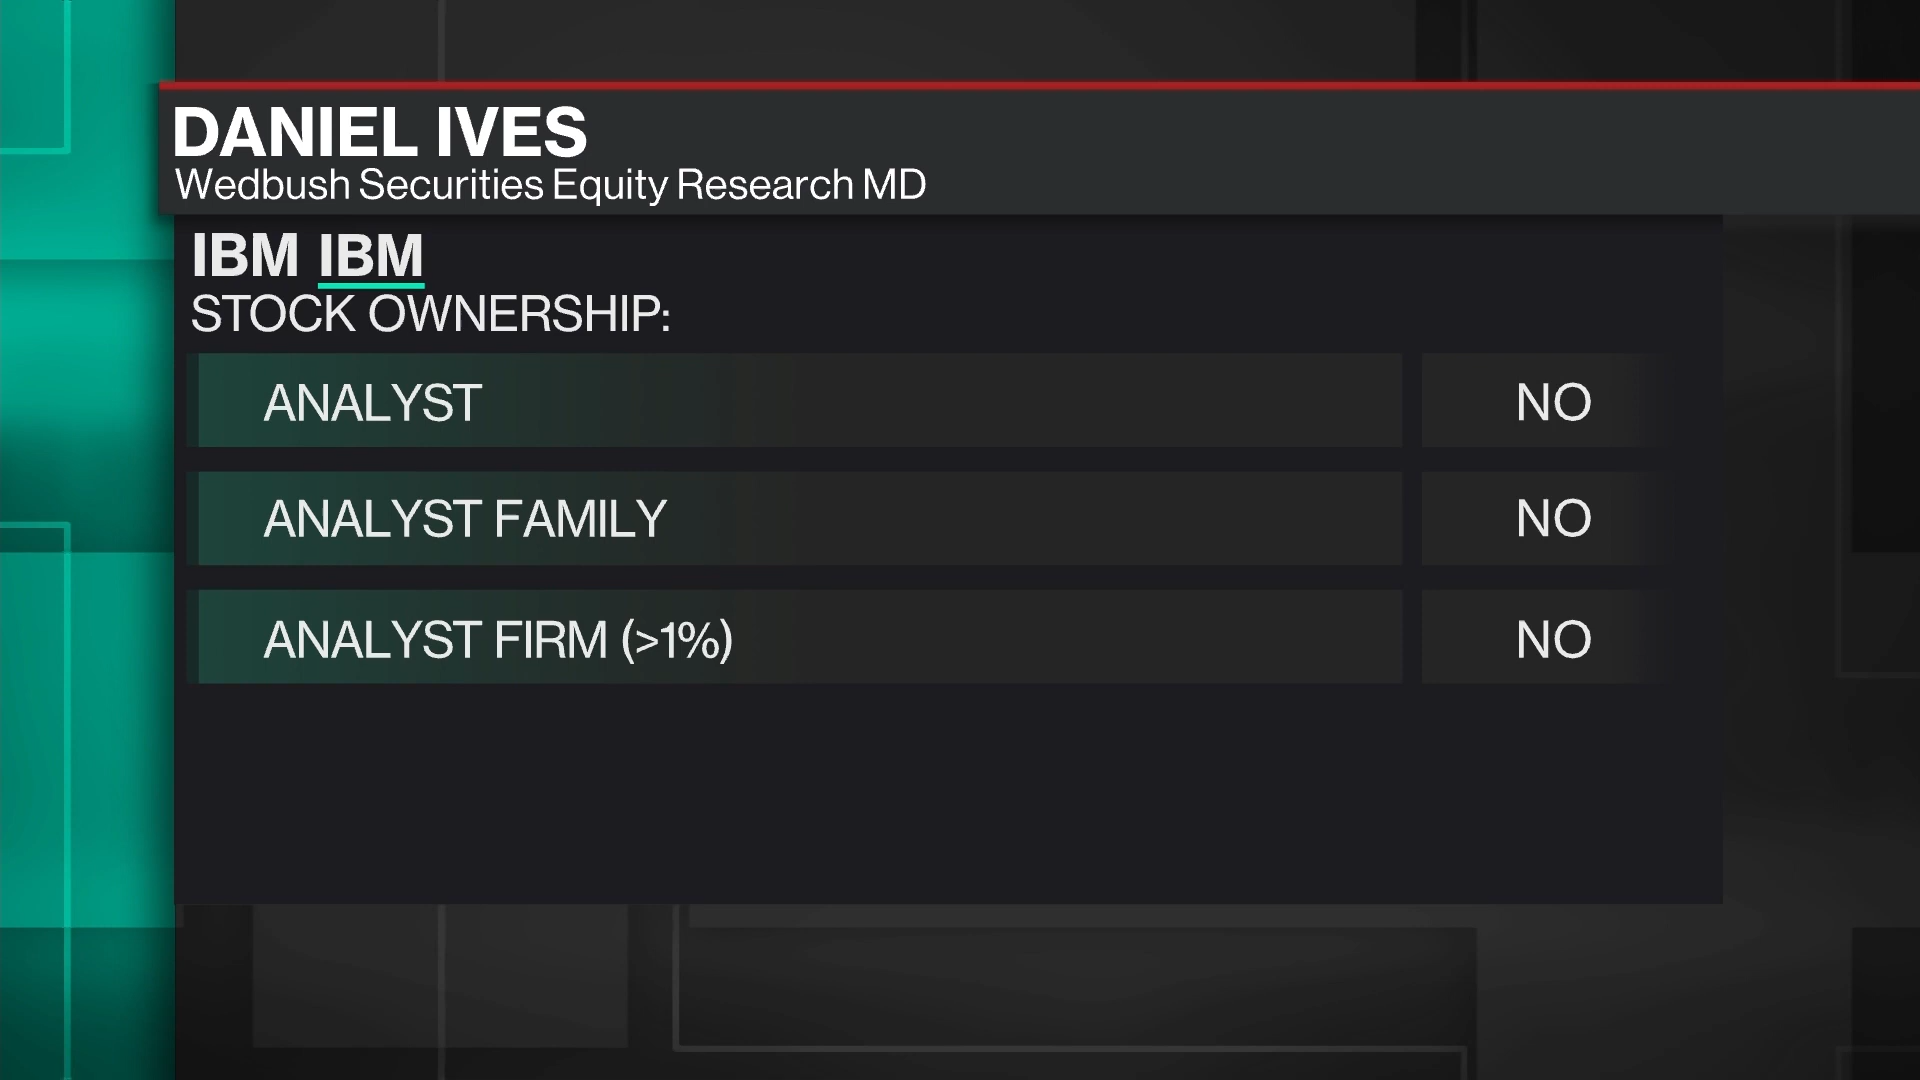 DANIEL IVES
Wedbush Securities Equity Research MD
IBM IBM
STOCK OWNERSHIP:
ANALYST NO
ANALYST FAMILY NO
ANALYST FIRM (>1%) NO